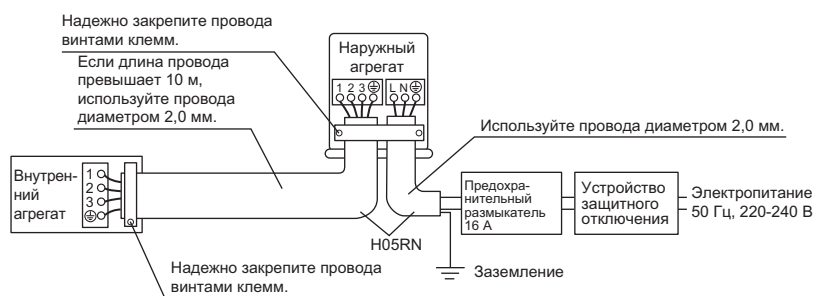 Надежно закрепите провода
винтами клемм.
Если длина провода
превышает 10 м,
используйте провода
диаметром 2,0 мм.
Наружный
агрегат
1 2 3
L N
Используйте провода диаметром 2,0 мм.
Внутрен-
ний
агрегат
1
2
3
Предохра-
нительный
размыкатель
16 А
Устройство
защитного
отключения
Электропитание
50 Гц, 220-240 В
H05RN
Заземление
Надежно закрепите провода
винтами клемм.